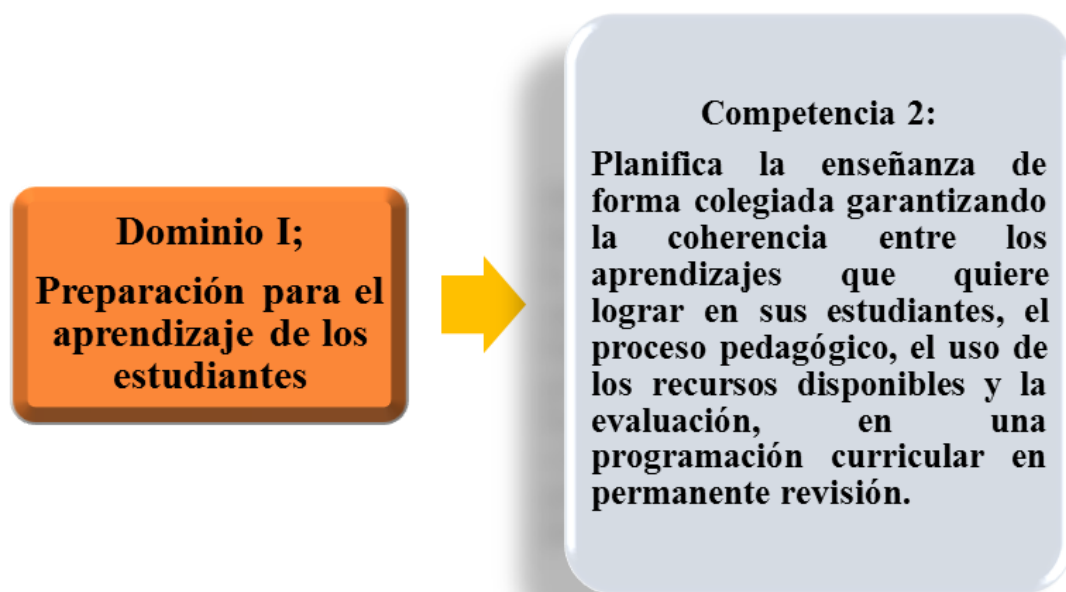 Dominio I;
Preparación para el
aprendizaje de los
estudiantes
Competencia 2:
Planifica la enseñanza de
forma colegiada garantizando
la coherencia entre los
aprendizajes que quiere
lograr en sus estudiantes, el
proceso pedagógico, el uso de
los recursos disponibles y la
evaluación, en una
programación curricular en
permanente revisión.